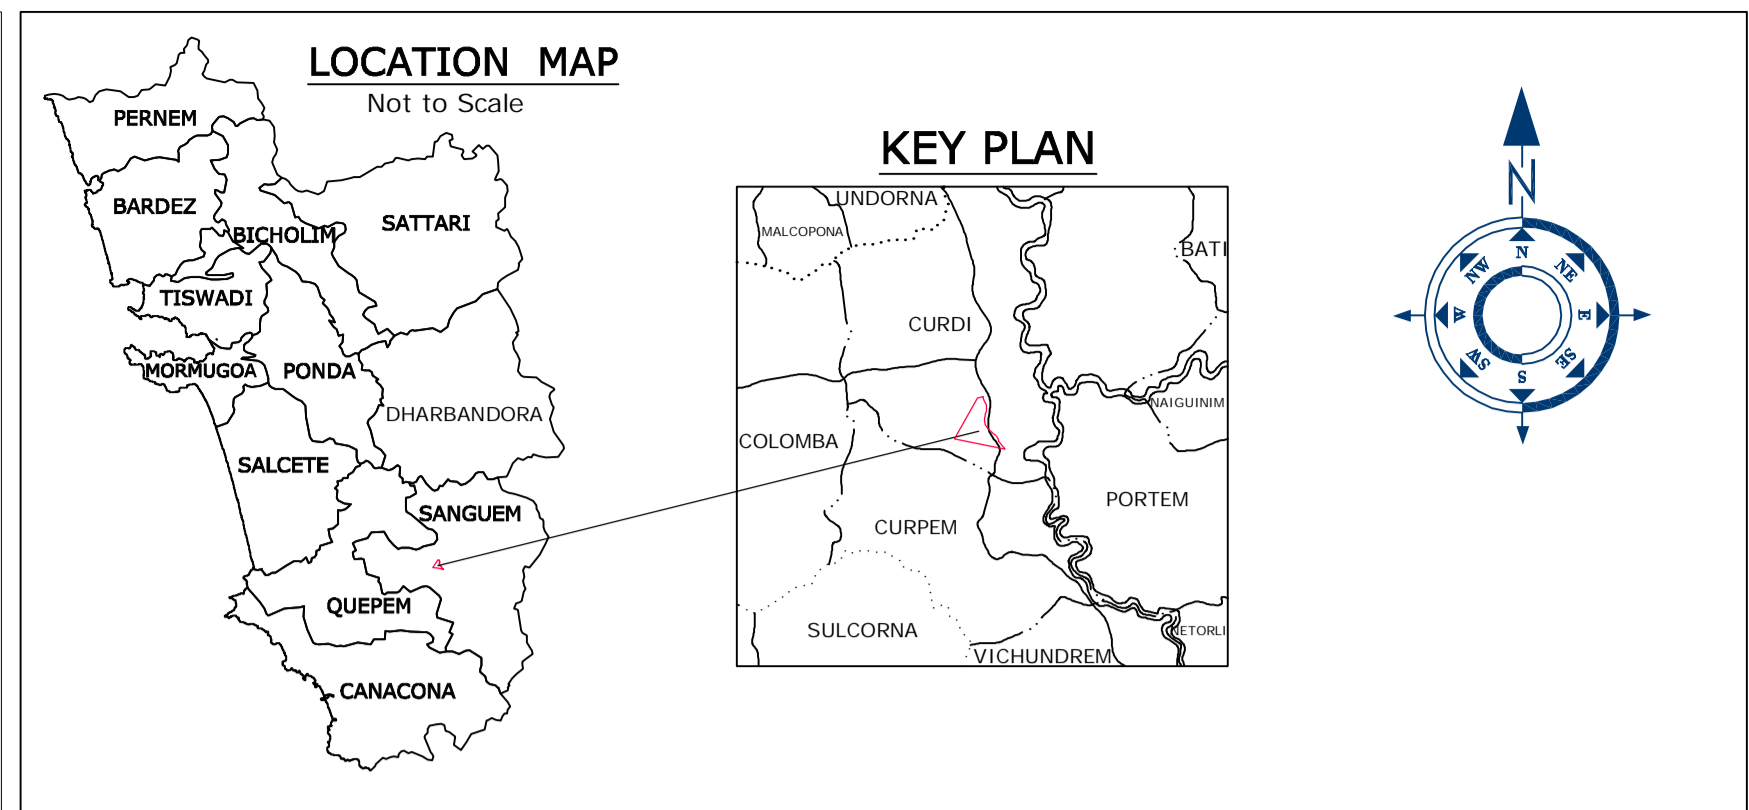 LOCATION MAP
Not to Scale
PERNEM
BARDEZ
BICHOLIM
SATTARI
TISWADI
MORMUGOA
PONDA
DHARBANDORA
SALCETE
SANGUEM
QUEPEM
CANACONA
KEY PLAN
UNDORNA
MALCOPONA
BATI
CURDI
NAIGUINIM
COLOMBA
PORTEM
CURPEM
SULCORNA
NETORLI
VICHUNDREM
N
N
NW
NE
W
E
SW
SE
S